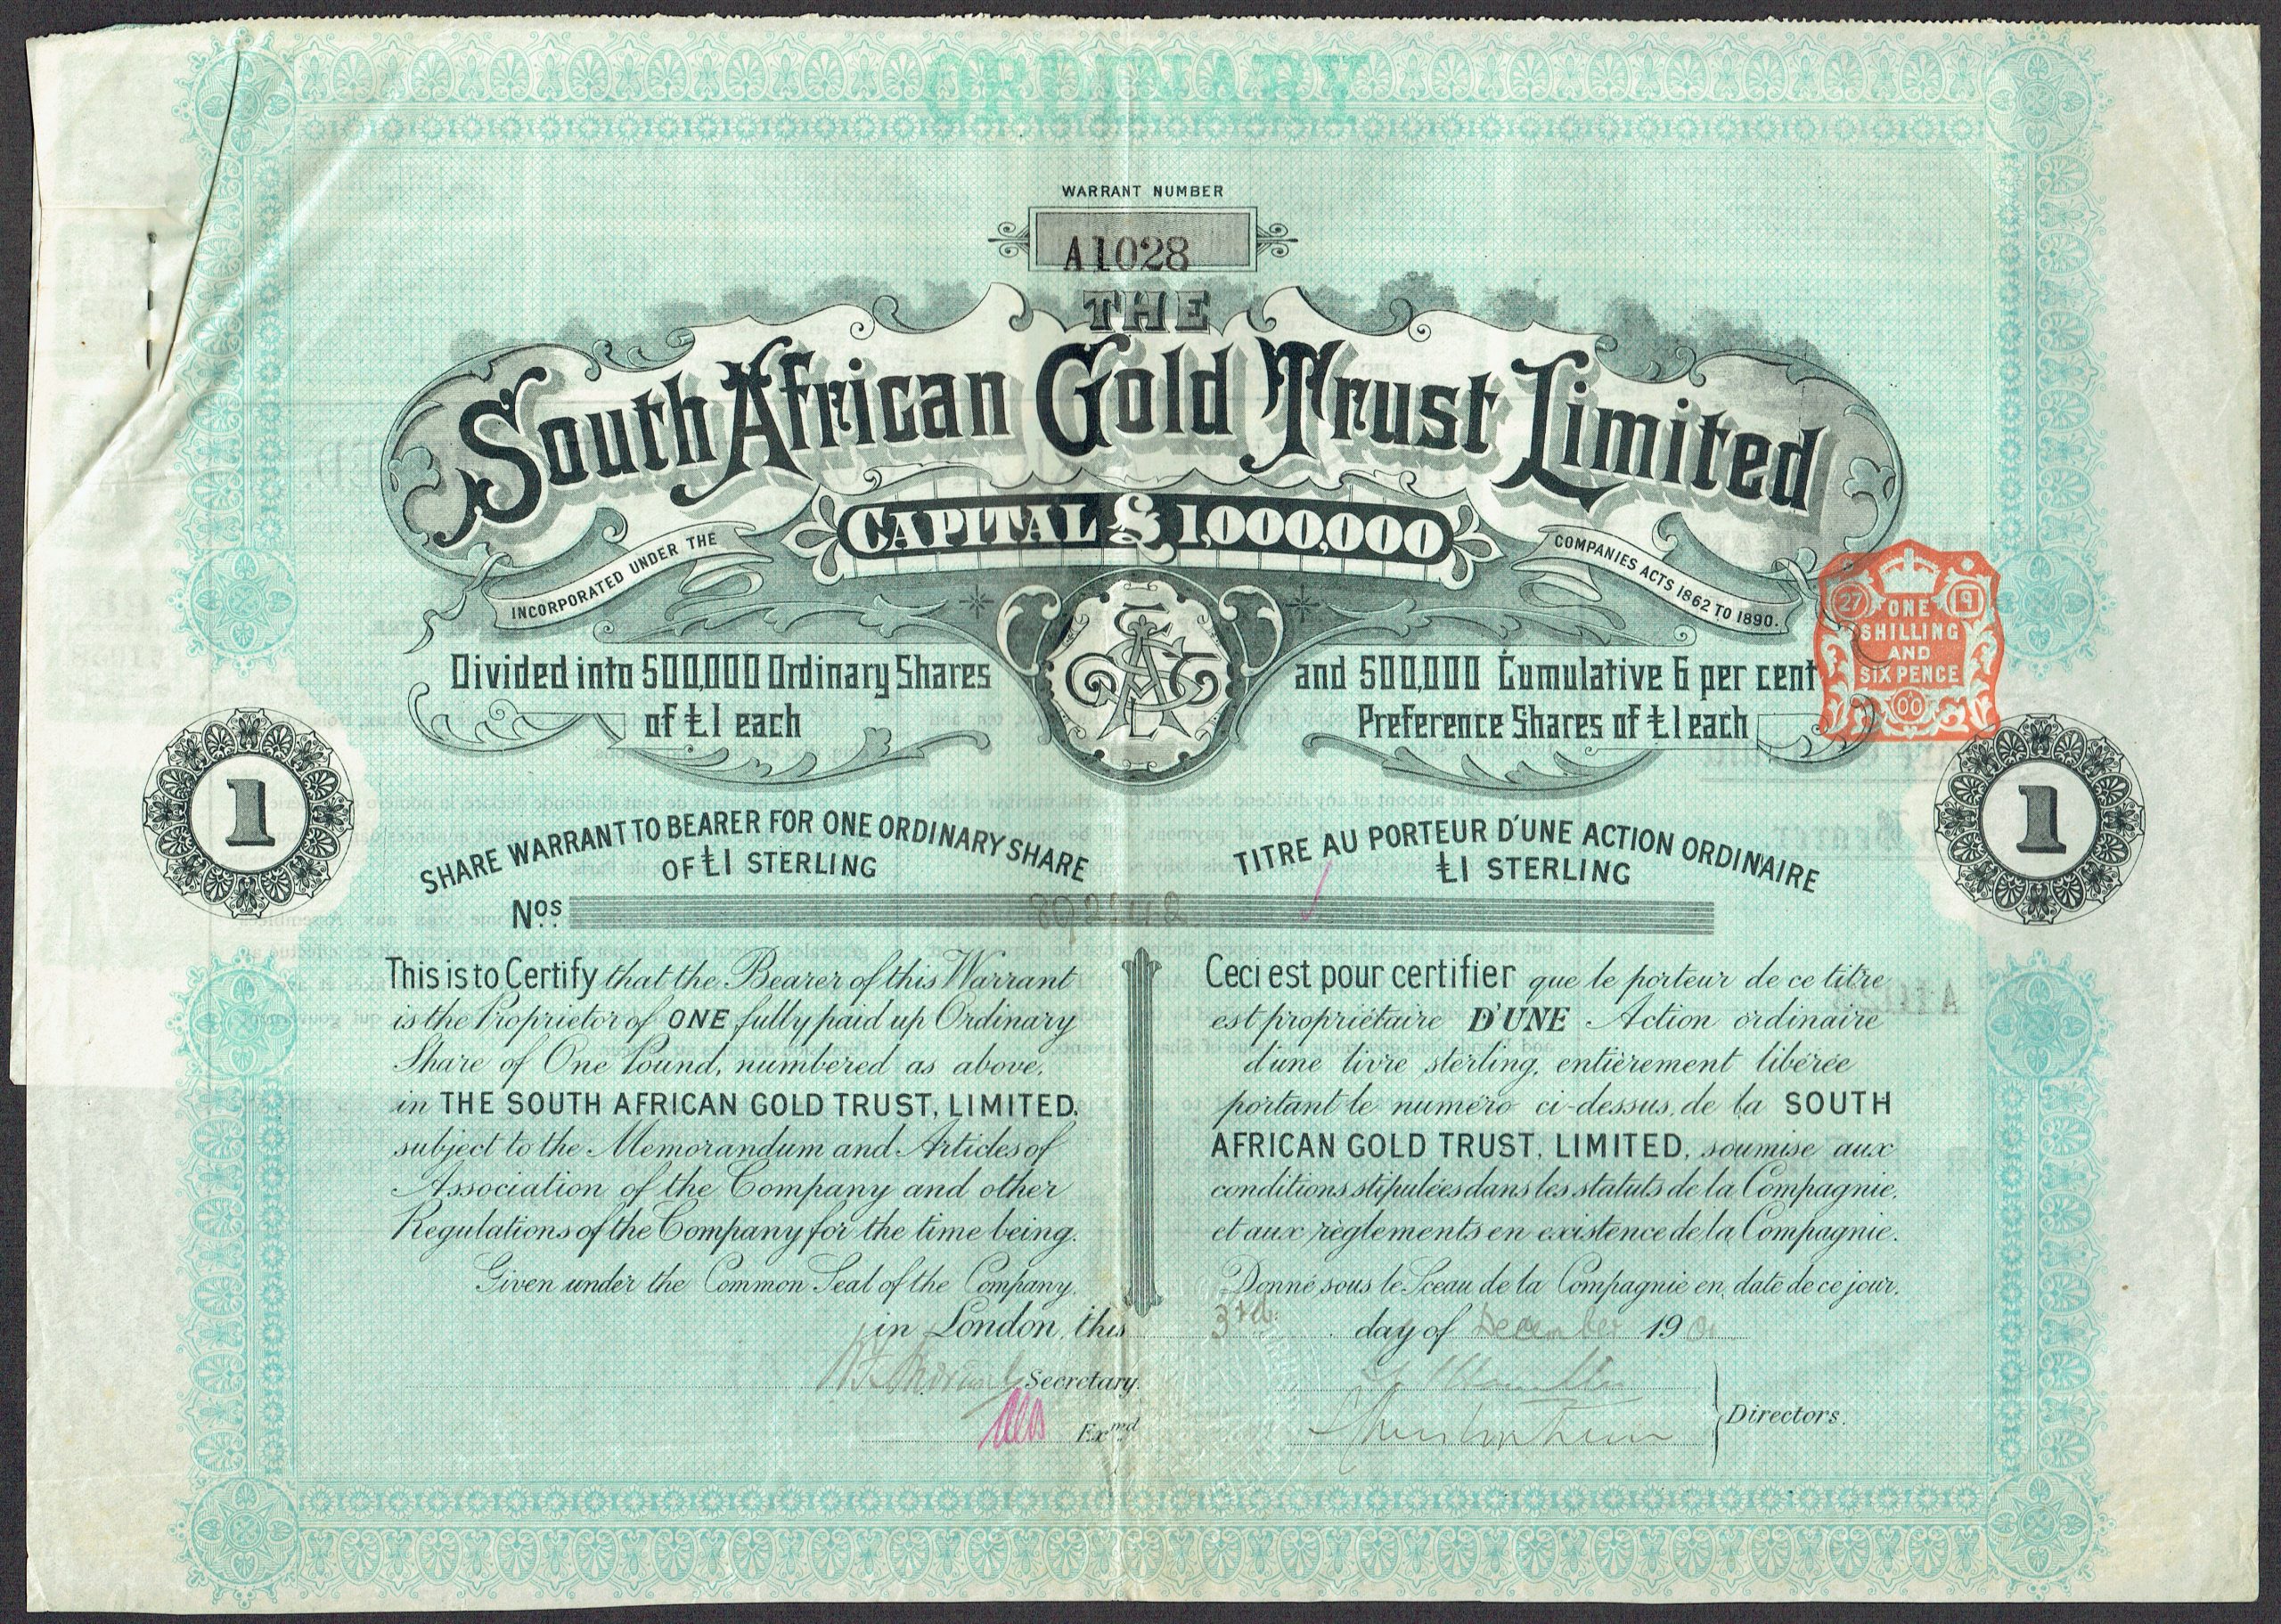 ORDINARY
WARRANT NUMBER
A1028
THE
South African Gold Trust Limited
CAPITAL £1,000,000
INCORPORATED UNDER THE
COMPANIES ACTS 1862 TO 1890.
Divided into 500,000 Ordinary Shares
of £1 each
and 500,000 Cumulative 6 per cent
Preference Shares of £1 each
27 19
ONE
SHILLING
AND
SIX PENCE
A
00
1
1
SHARE WARRANT TO BEARER FOR ONE ORDINARY SHARE
OF £1 STERLING
TITRE AU PORTEUR D'UNE ACTION ORDINAIRE
£1 STERLING
Nos
This is to Certify that the Bearer of this Warrant
is the Proprietor of ONE fully paid up Ordinary
Share of One Pound, numbered as above,
in THE SOUTH AFRICAN GOLD TRUST, LIMITED.
subject to the Memorandum and Articles of
Association of the Company and other
Regulations of the Company for the time being.
Given under the Common Seal of the Company,
Ceci est pour certifier que le porteur de ce titre
est propriétaire D'UNE Action ordinaire
d'une livre sterling, entièrement libérée
portant le numéro ci-dessus, de la SOUTH
AFRICAN GOLD TRUST, LIMITED, soumise aux
conditions stipulées dans les statuts de la Compagnie,
et aux règlements en existence de la Compagnie.
Donné sous le Sceau de la Compagnie en date de ce jour.
in London, this 3rd day of December 190
Secretary.
Exmd
Directors.